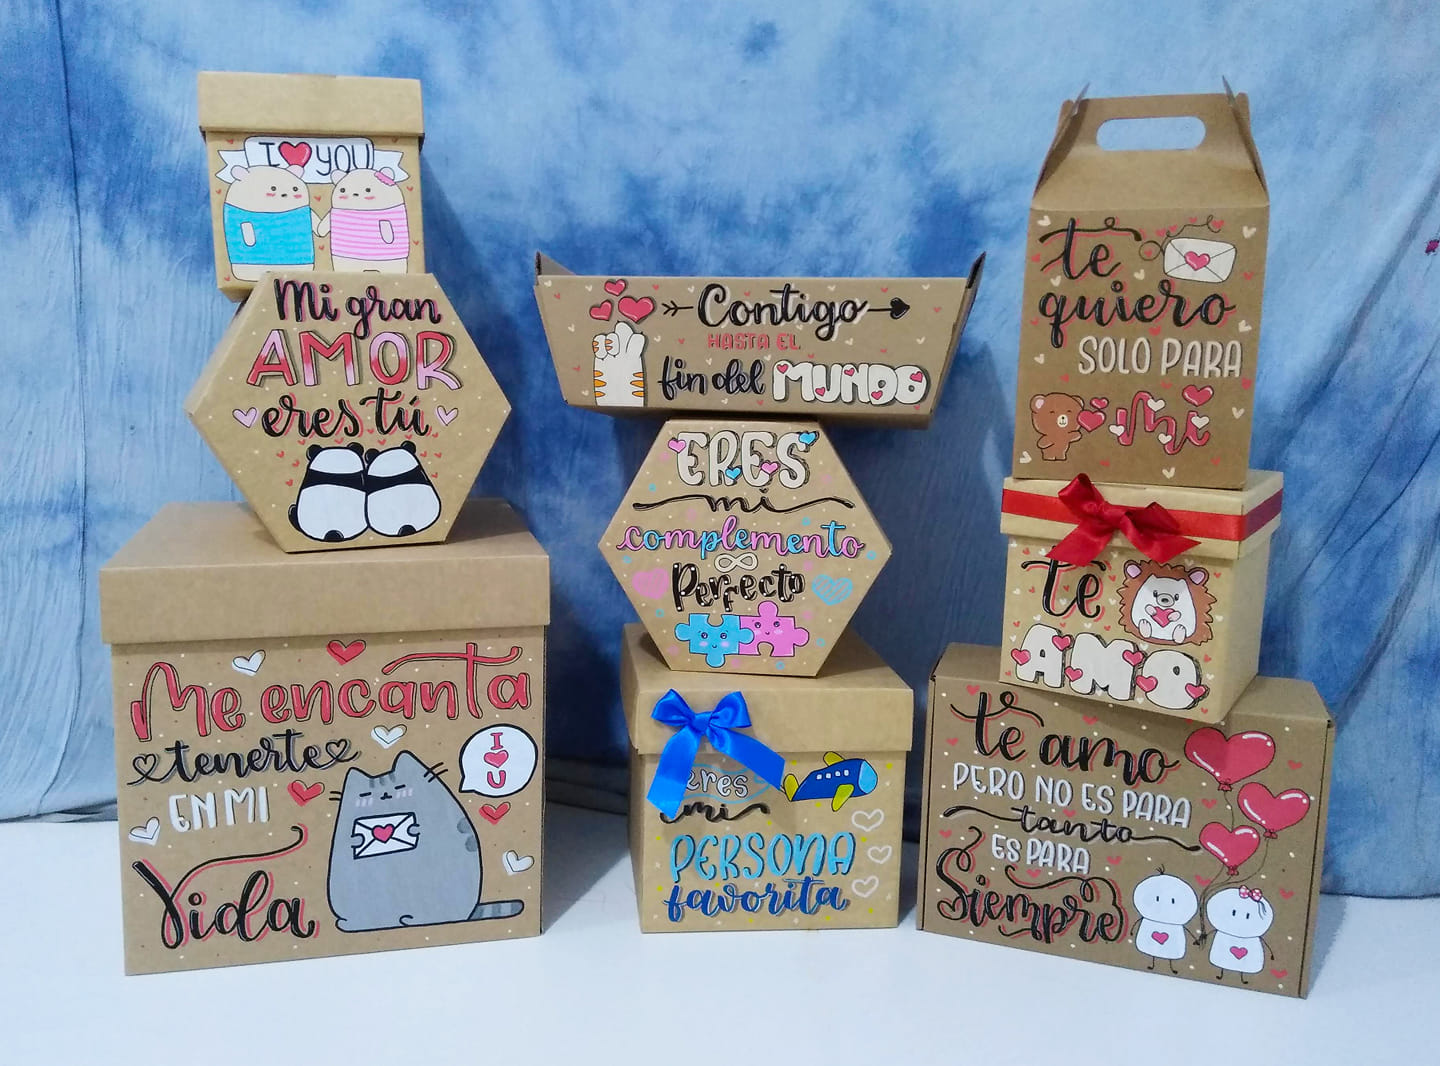 I YOU
Mi gran
AMOR
eres tú
Me encanta
tenerte
EN MI
Vida
I
U
Contigo
HASTA EL
fin del MUNDO
ERES
mi
complemento
Perfecto
eres
mi
PERSONA
favorita
te
quiero
SOLO PARA
Mi
te
AMO
te amo
PERO NO ES PARA
tanto
ES PARA
Siempre